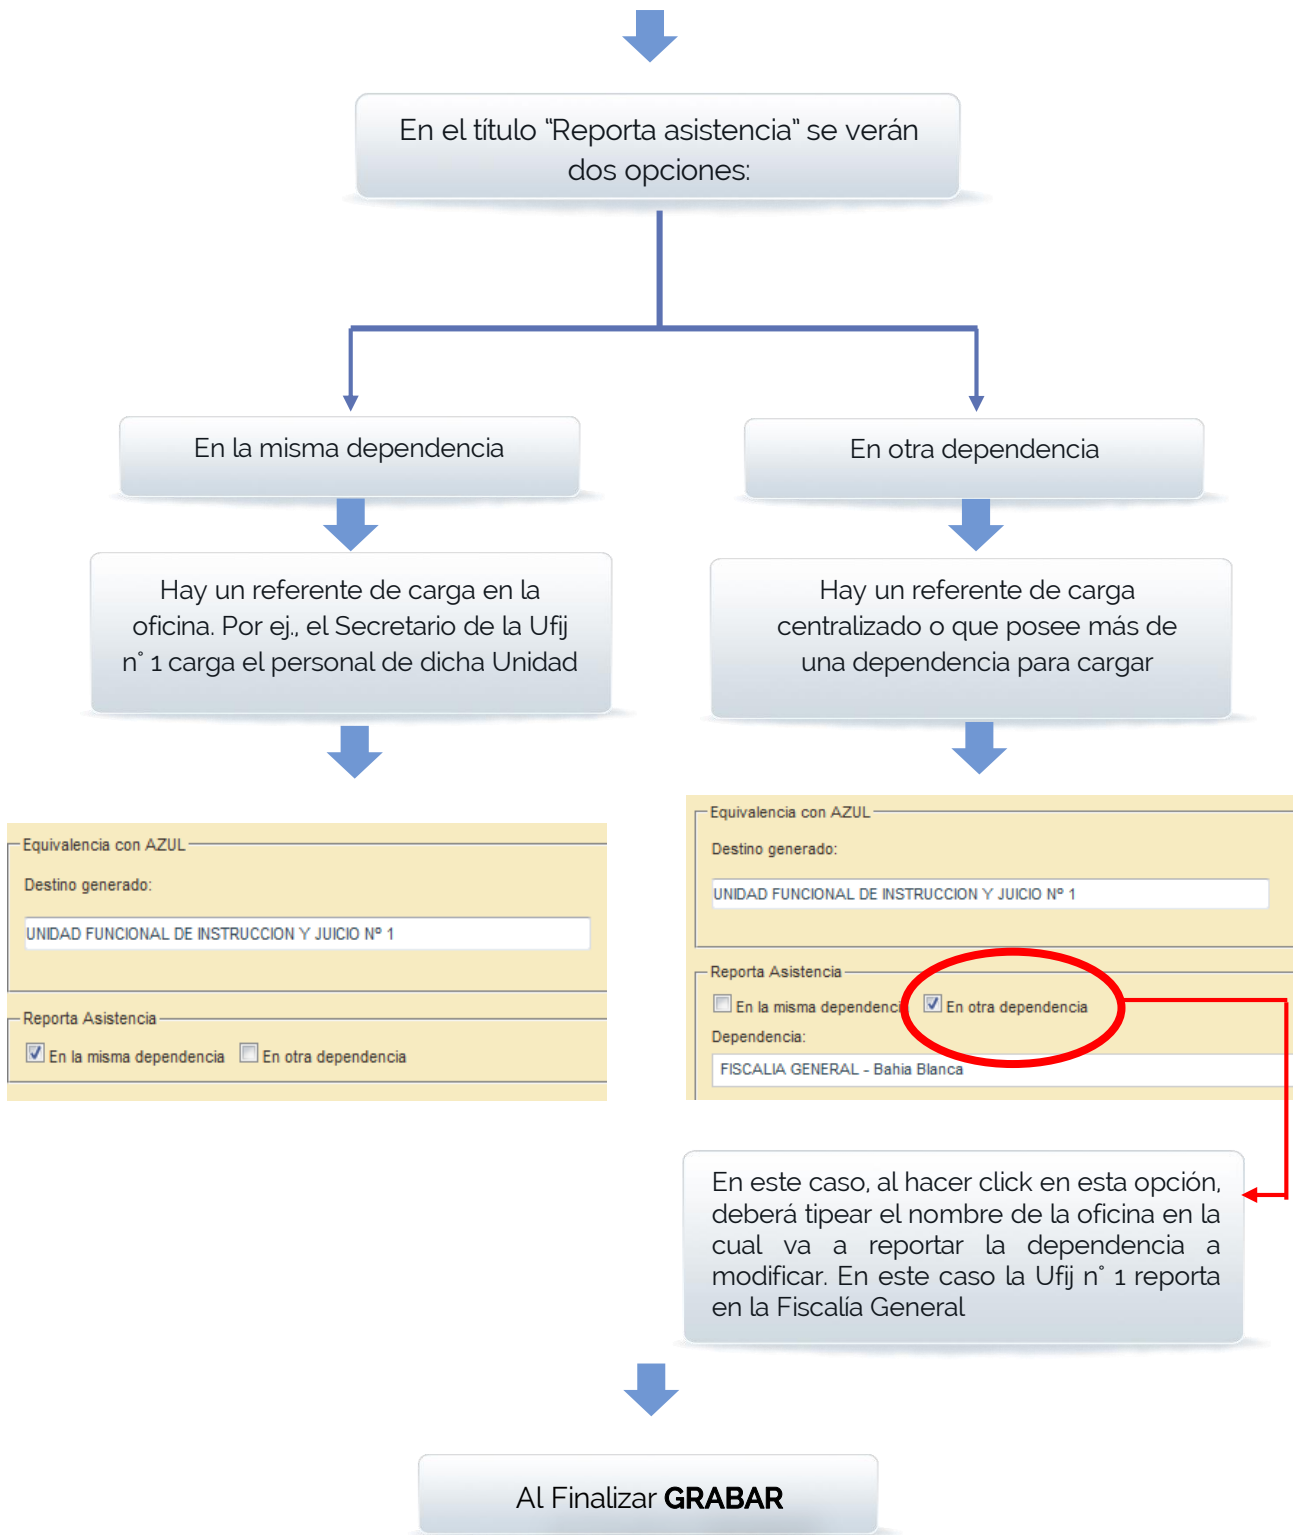 En el título "Reporta asistencia" se verán
dos opciones:
En la misma dependencia
En otra dependencia
Hay un referente de carga en la
oficina. Por ej., el Secretario de la Ufij
n° 1 carga el personal de dicha Unidad
Hay un referente de carga
centralizado o que posee más de
una dependencia para cargar
Equivalencia con AZUL
Destino generado:
UNIDAD FUNCIONAL DE INSTRUCCION Y JUICIO Nº 1
Reporta Asistencia
En la misma dependencia En otra dependencia
Equivalencia con AZUL
Destino generado:
UNIDAD FUNCIONAL DE INSTRUCCION Y JUICIO Nº 1
Reporta Asistencia
En la misma dependenci En otra dependencia
Dependencia:
FISCALIA GENERAL - Bahia Blanca
En este caso, al hacer click en esta opción,
deberá tipear el nombre de la oficina en la
cual va a reportar la dependencia a
modificar. En este caso la Ufij n° 1 reporta
en la Fiscalía General
Al Finalizar GRABAR